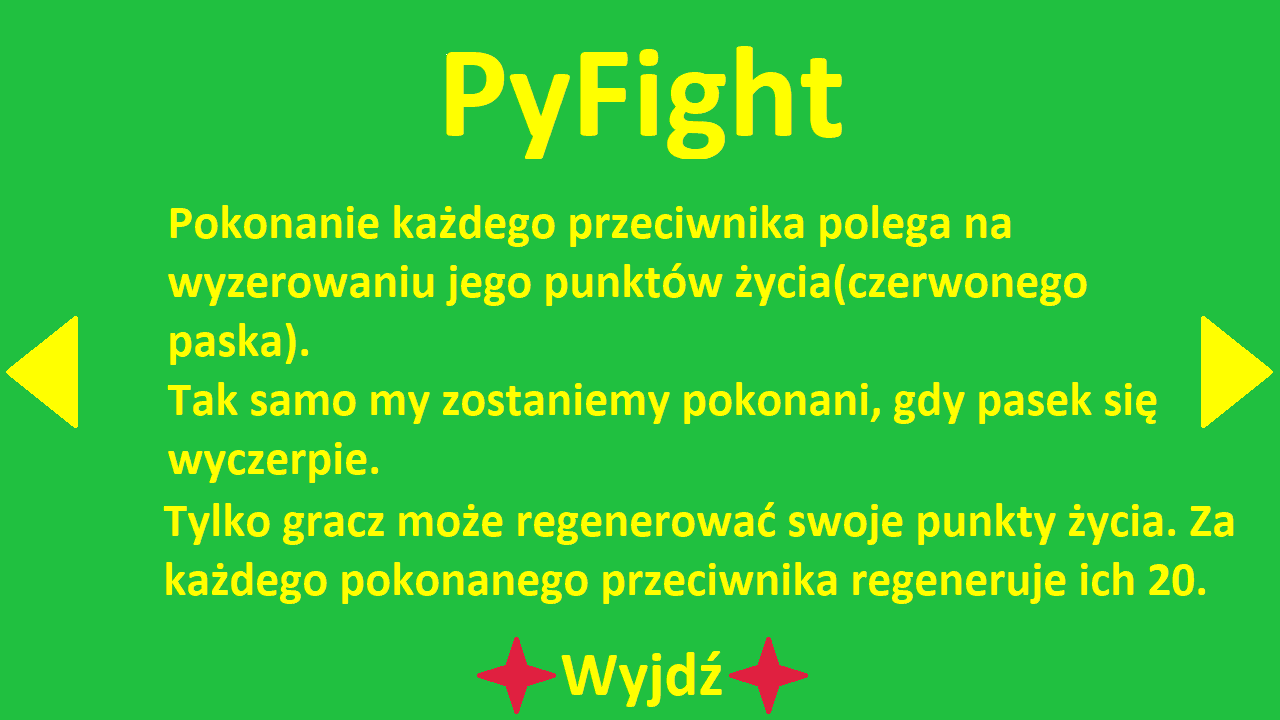 PyFight
Pokonanie każdego przeciwnika polega na
wyzerowaniu jego punktów życia(czerwonego
paska).
Tak samo my zostaniemy pokonani, gdy pasek się
wyczerpie.
Tylko gracz może regenerować swoje punkty życia. Za
każdego pokonanego przeciwnika regeneruje ich 20.
Wyjdź